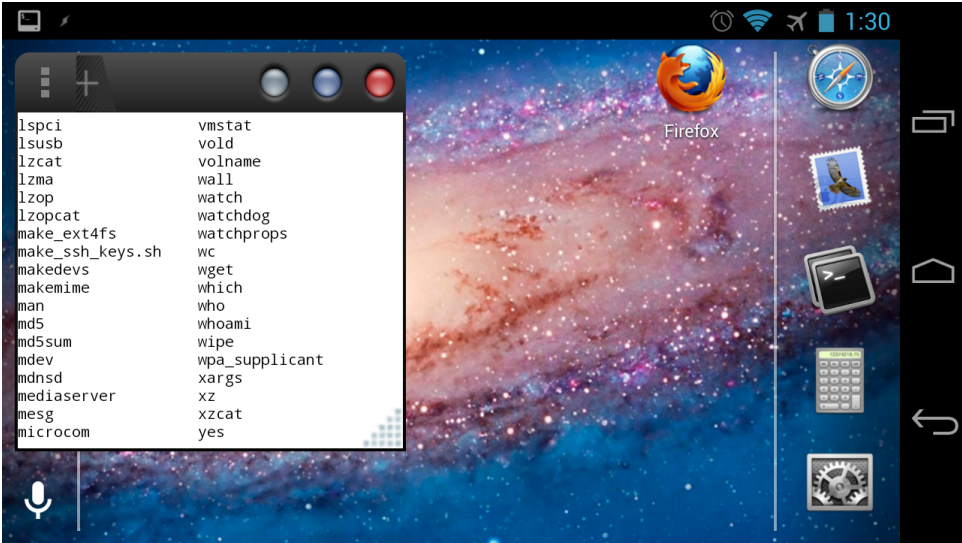 1:30
lspci vmstat
lsusb vold
lzcat volname
lzma wall
lzop watch
lzopcat watchdog
make_ext4fs watchprops
make_ssh_keys.sh wc
makedevs wget
makemime which
man who
md5 whoami
md5sum wipe
mdev wpa_supplicant
mdnsd xargs
mediaserver xz
mesg xzcat
microcom yes
Firefox